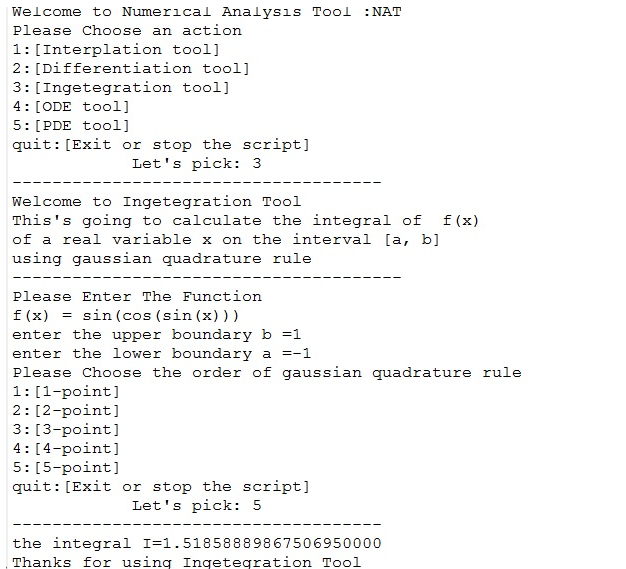 Welcome to Numerical Analysis Tool :NAT
Please Choose an action
1:[Interplation tool]
2:[Differentiation tool]
3:[Ingetegration tool]
4:[ODE tool]
5:[PDE tool]
quit:[Exit or stop the script]
Let's pick: 3
-------------------------------------
Welcome to Ingetegration Tool
This's going to calculate the integral of  f(x)
of a real variable x on the interval [a, b]
using gaussian quadrature rule
---------------------------------------
Please Enter The Function
f(x) = sin(cos(sin(x)))
enter the upper boundary b =1
enter the lower boundary a =-1
Please Choose the order of gaussian quadrature rule
1:[1-point]
2:[2-point]
3:[3-point]
4:[4-point]
5:[5-point]
quit:[Exit or stop the script]
Let's pick: 5
-------------------------------------
the integral I=1.51858889867506950000
Thanks for using Ingetegration Tool